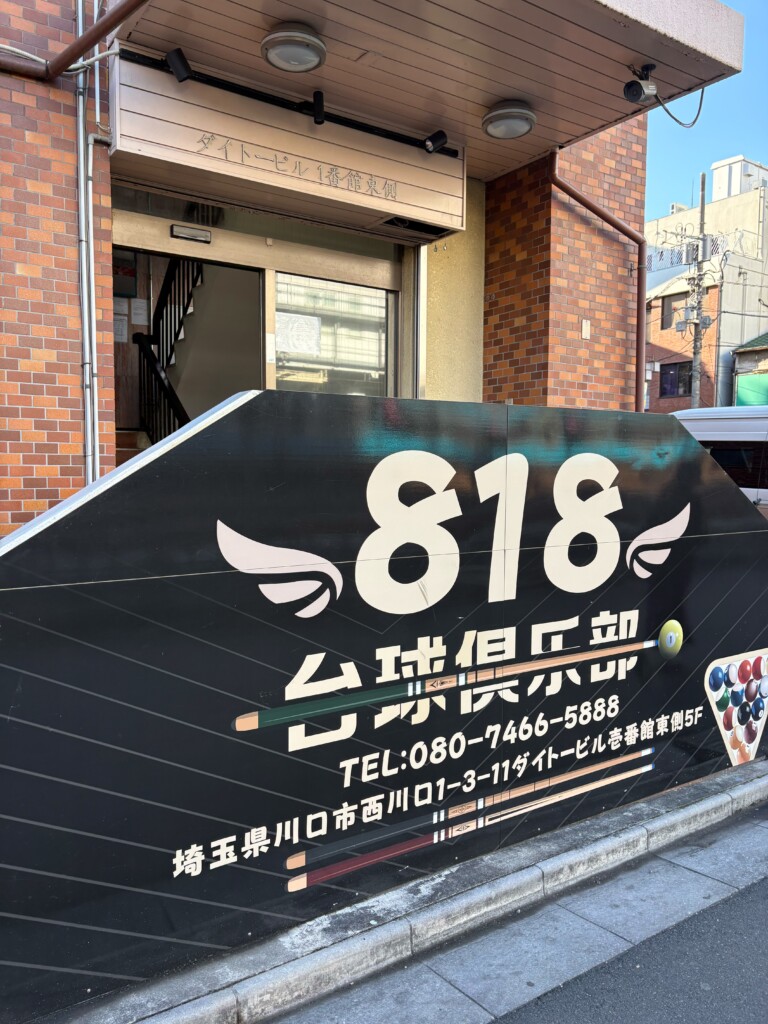 ダイトービル 1番館東側
818
台球俱乐部
TEL:080-7466-5888
埼玉県川口市西川口1-3-11ダイトービル壱番館東側5F